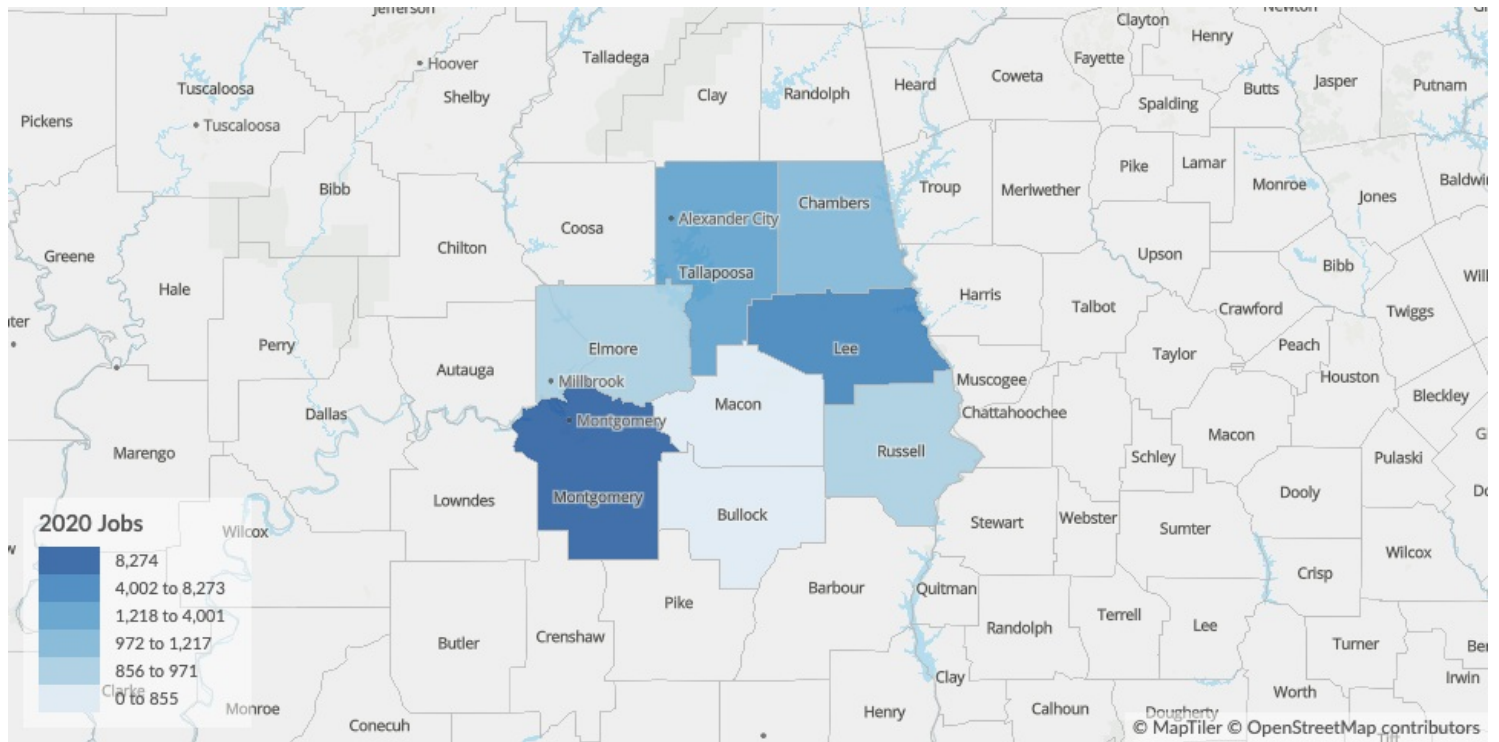 Jefferson
Newton
Clayton
Henry
Fayette
Talladega
Hoover
Coweta
Heard
Tuscaloosa
Shelby
Clay
Randolph
Butts
Jasper
Putnam
Spalding
Pickens
Tuscaloosa
Pike
Lamar
Bibb
Troup
Meriwether
Monroe
Baldwin
Jones
Chambers
Alexander City
Coosa
Chilton
Greene
Upson
Bibb
Tallapoosa
Hale
Harris
Talbot
Crawford
Twiggs
Perry
Elmore
Lee
Taylor
Peach
Autauga
Houston
Millbrook
Muscogee
Bleckley
Macon
Dallas
Chattahoochee
Montgomery
Macon
Marengo
Russell
Schley
Pulaski
Lowndes
Montgomery
Dooly
Bullock
Stewart
Webster
Sumter
Wilcox
Wilcox
Crisp
Barbour
Quitman
Pike
Terrell
Randolph
Lee
Butler
Crenshaw
Turner
Clay
Irwin
Clarke
Worth
Monroe
Henry
Calhoun
Dougherty
Conecuh
2020 Jobs
8,274
4,002 to 8,273
1,218 to 4,001
972 to 1,217
856 to 971
0 to 855
© MapTiler © OpenStreetMap contributors